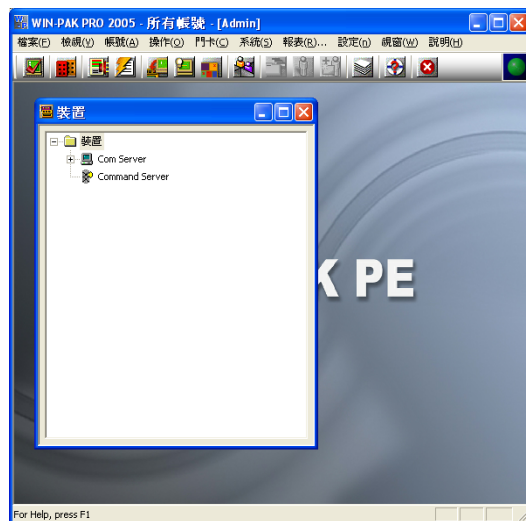 WIN-PAK PRO 2005 - 所有帳號 - [Admin]
檔案(F) 檢視(V) 帳號(A) 操作(O) 門卡(C) 系統(S) 報表(R)... 設定(n) 視窗(W) 說明(H)
裝置
裝置
Com Server
Command Server
K PE
For Help, press F1